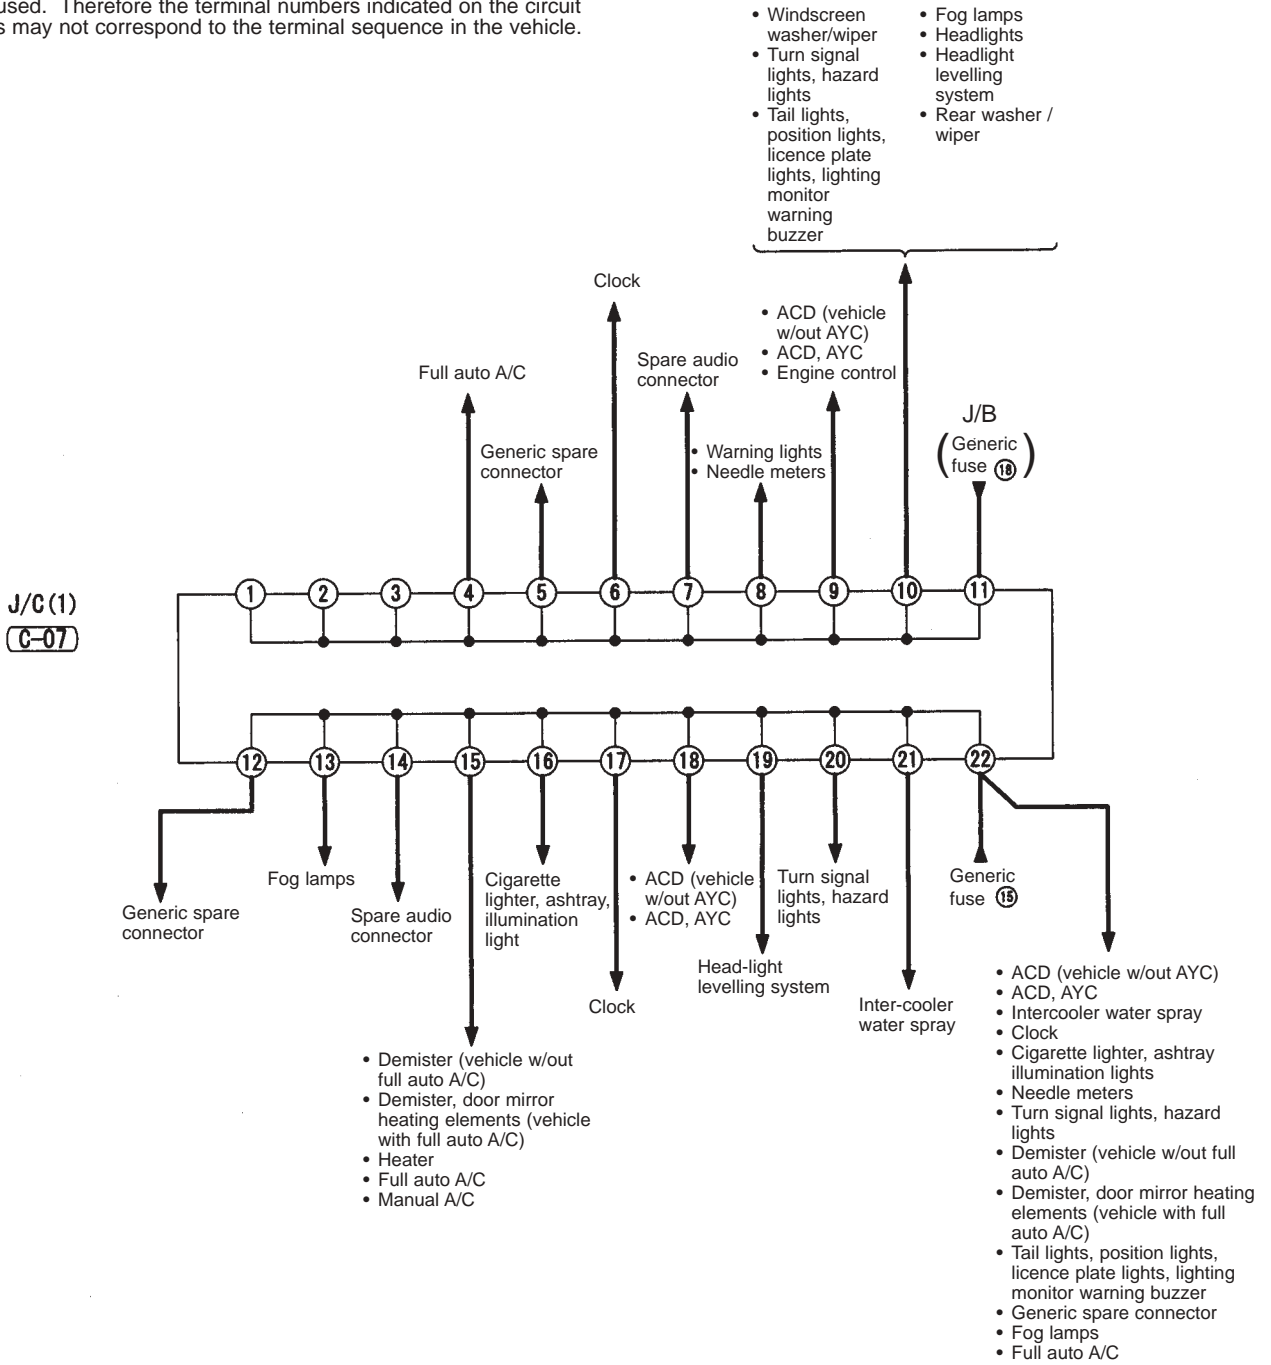 used. Therefore the terminal numbers indicated on the circuit
s may not correspond to the terminal sequence in the vehicle.
• Windscreen
washer/wiper
• Turn signal
lights, hazard
lights
• Tail lights,
position lights,
licence plate
lights, lighting
monitor
warning
buzzer
• Fog lamps
• Headlights
• Headlight
levelling
system
• Rear washer /
wiper
Clock
• ACD (vehicle
w/out AYC)
• ACD, AYC
• Engine control
Spare audio
connector
Full auto A/C
J/B
(Generic
fuse ⑱)
Generic spare
connector
• Warning lights
• Needle meters
J/C(1)
C-07
① ② ③ ④ ⑤ ⑥ ⑦ ⑧ ⑨ ⑩ ⑪
⑫ ⑬ ⑭ ⑮ ⑯ ⑰ ⑱ ⑲ ⑳ ㉑ ㉒
Generic spare
connector
Fog lamps
Spare audio
connector
Cigarette
lighter, ashtray,
illumination
light
• ACD (vehicle
w/out AYC)
• ACD, AYC
Turn signal
lights, hazard
lights
Generic
fuse ⑮
Head-light
levelling system
Clock
Inter-cooler
water spray
• Demister (vehicle w/out
full auto A/C)
• Demister, door mirror
heating elements (vehicle
with full auto A/C)
• Heater
• Full auto A/C
• Manual A/C
• ACD (vehicle w/out AYC)
• ACD, AYC
• Intercooler water spray
• Clock
• Cigarette lighter, ashtray
illumination lights
• Needle meters
• Turn signal lights, hazard
lights
• Demister (vehicle w/out full
auto A/C)
• Demister, door mirror heating
elements (vehicle with full
auto A/C)
• Tail lights, position lights,
licence plate lights, lighting
monitor warning buzzer
• Generic spare connector
• Fog lamps
• Full auto A/C